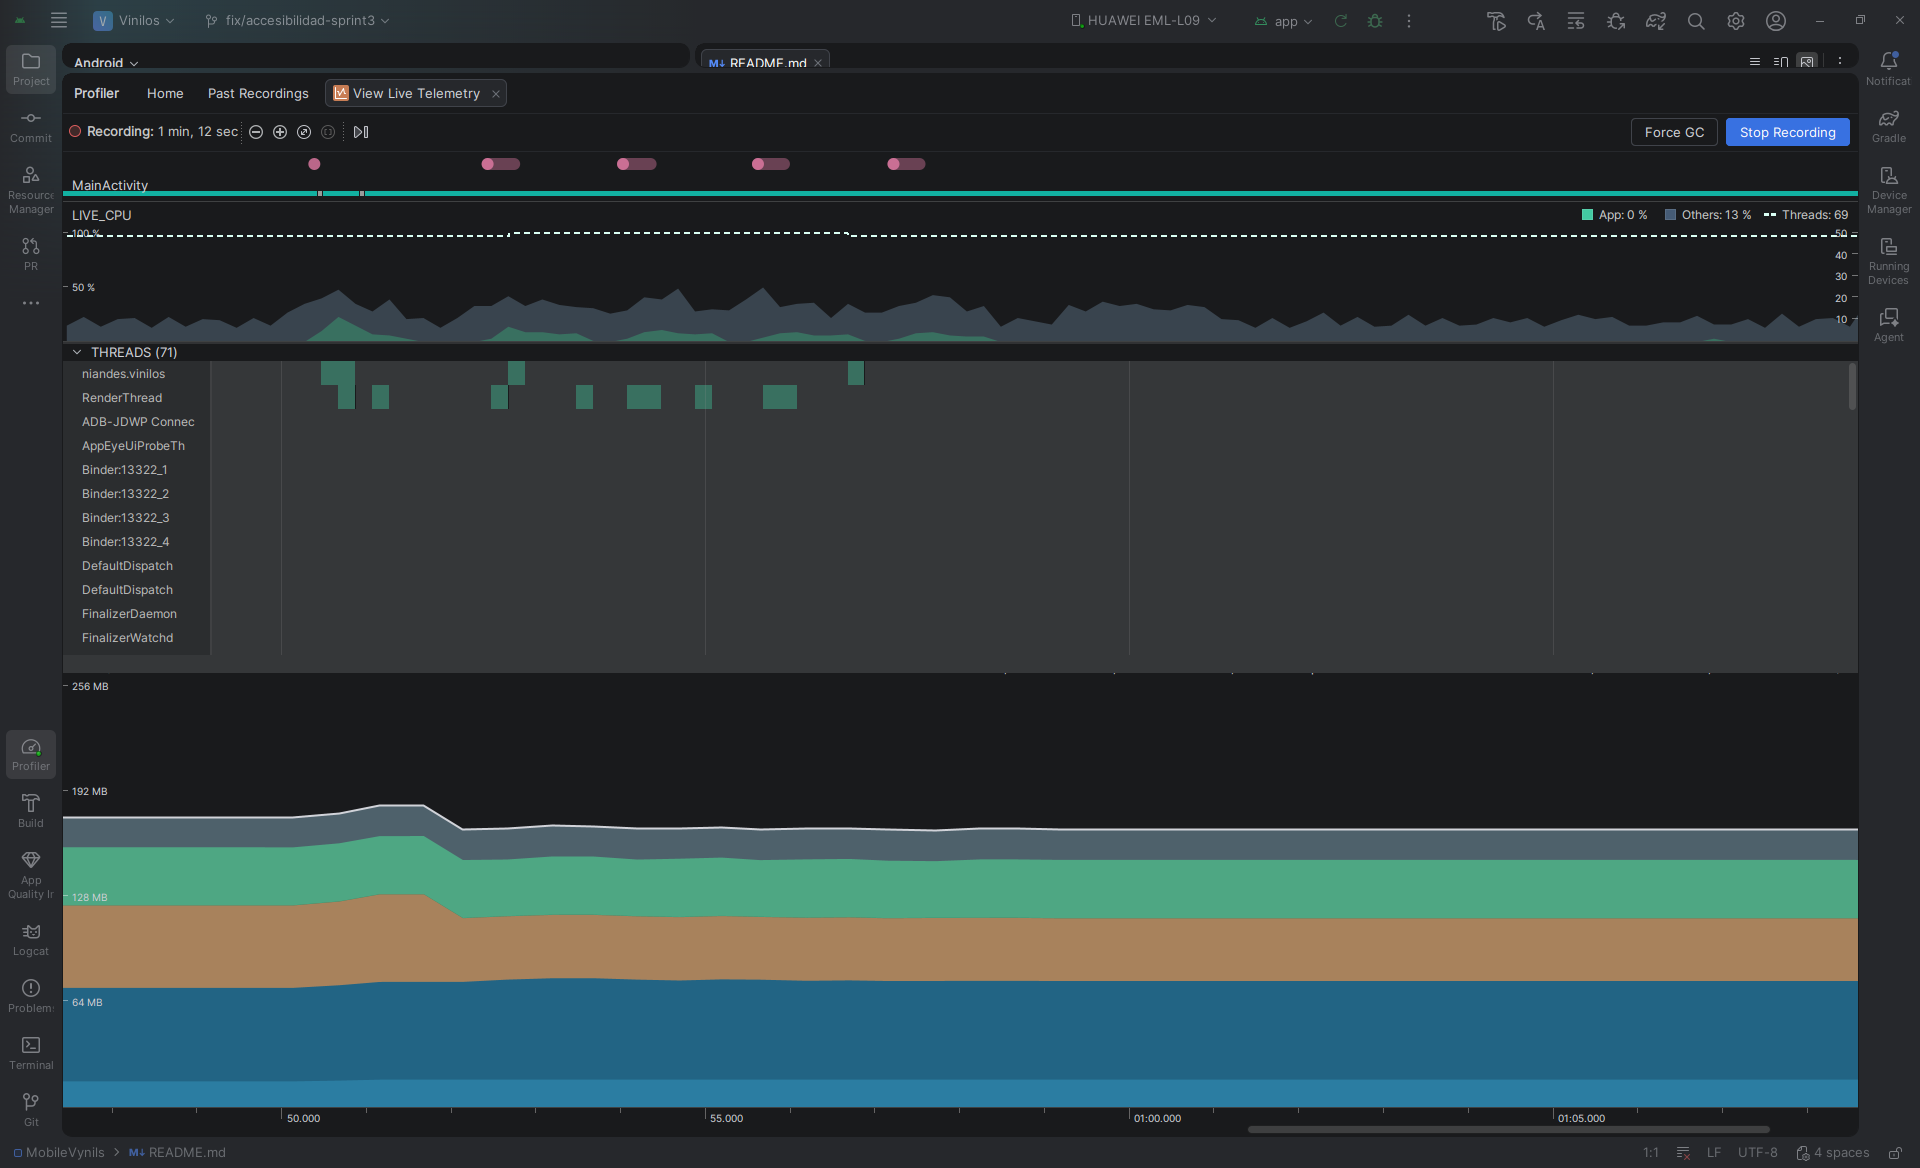 V Vinilos
fix/accesibilidad-sprint3
HUAWEI EML-L09
app
Project
Commit
Resource
Manager
PR
Profiler
Build
App
Quality In
Logcat
Problems
Terminal
Git
Android
M↓ README.md
Profiler
Home
Past Recordings
View Live Telemetry
Recording: 1 min, 12 sec
Force GC
Stop Recording
MainActivity
LIVE_CPU
App: 0 %
Others: 13 %
Threads: 69
100 %
50 %
50
40
30
20
10
THREADS (71)
niandes.vinilos
RenderThread
ADB-JDWP Connec
AppEyeUiProbeTh
Binder:13322_1
Binder:13322_2
Binder:13322_3
Binder:13322_4
DefaultDispatch
DefaultDispatch
FinalizerDaemon
FinalizerWatchd
256 MB
192 MB
128 MB
64 MB
50.000
55.000
01:00.000
01:05.000
Notificat
Gradle
Device
Manager
Running
Devices
Agent
MobileVynils
M↓ README.md
1:1
LF
UTF-8
4 spaces